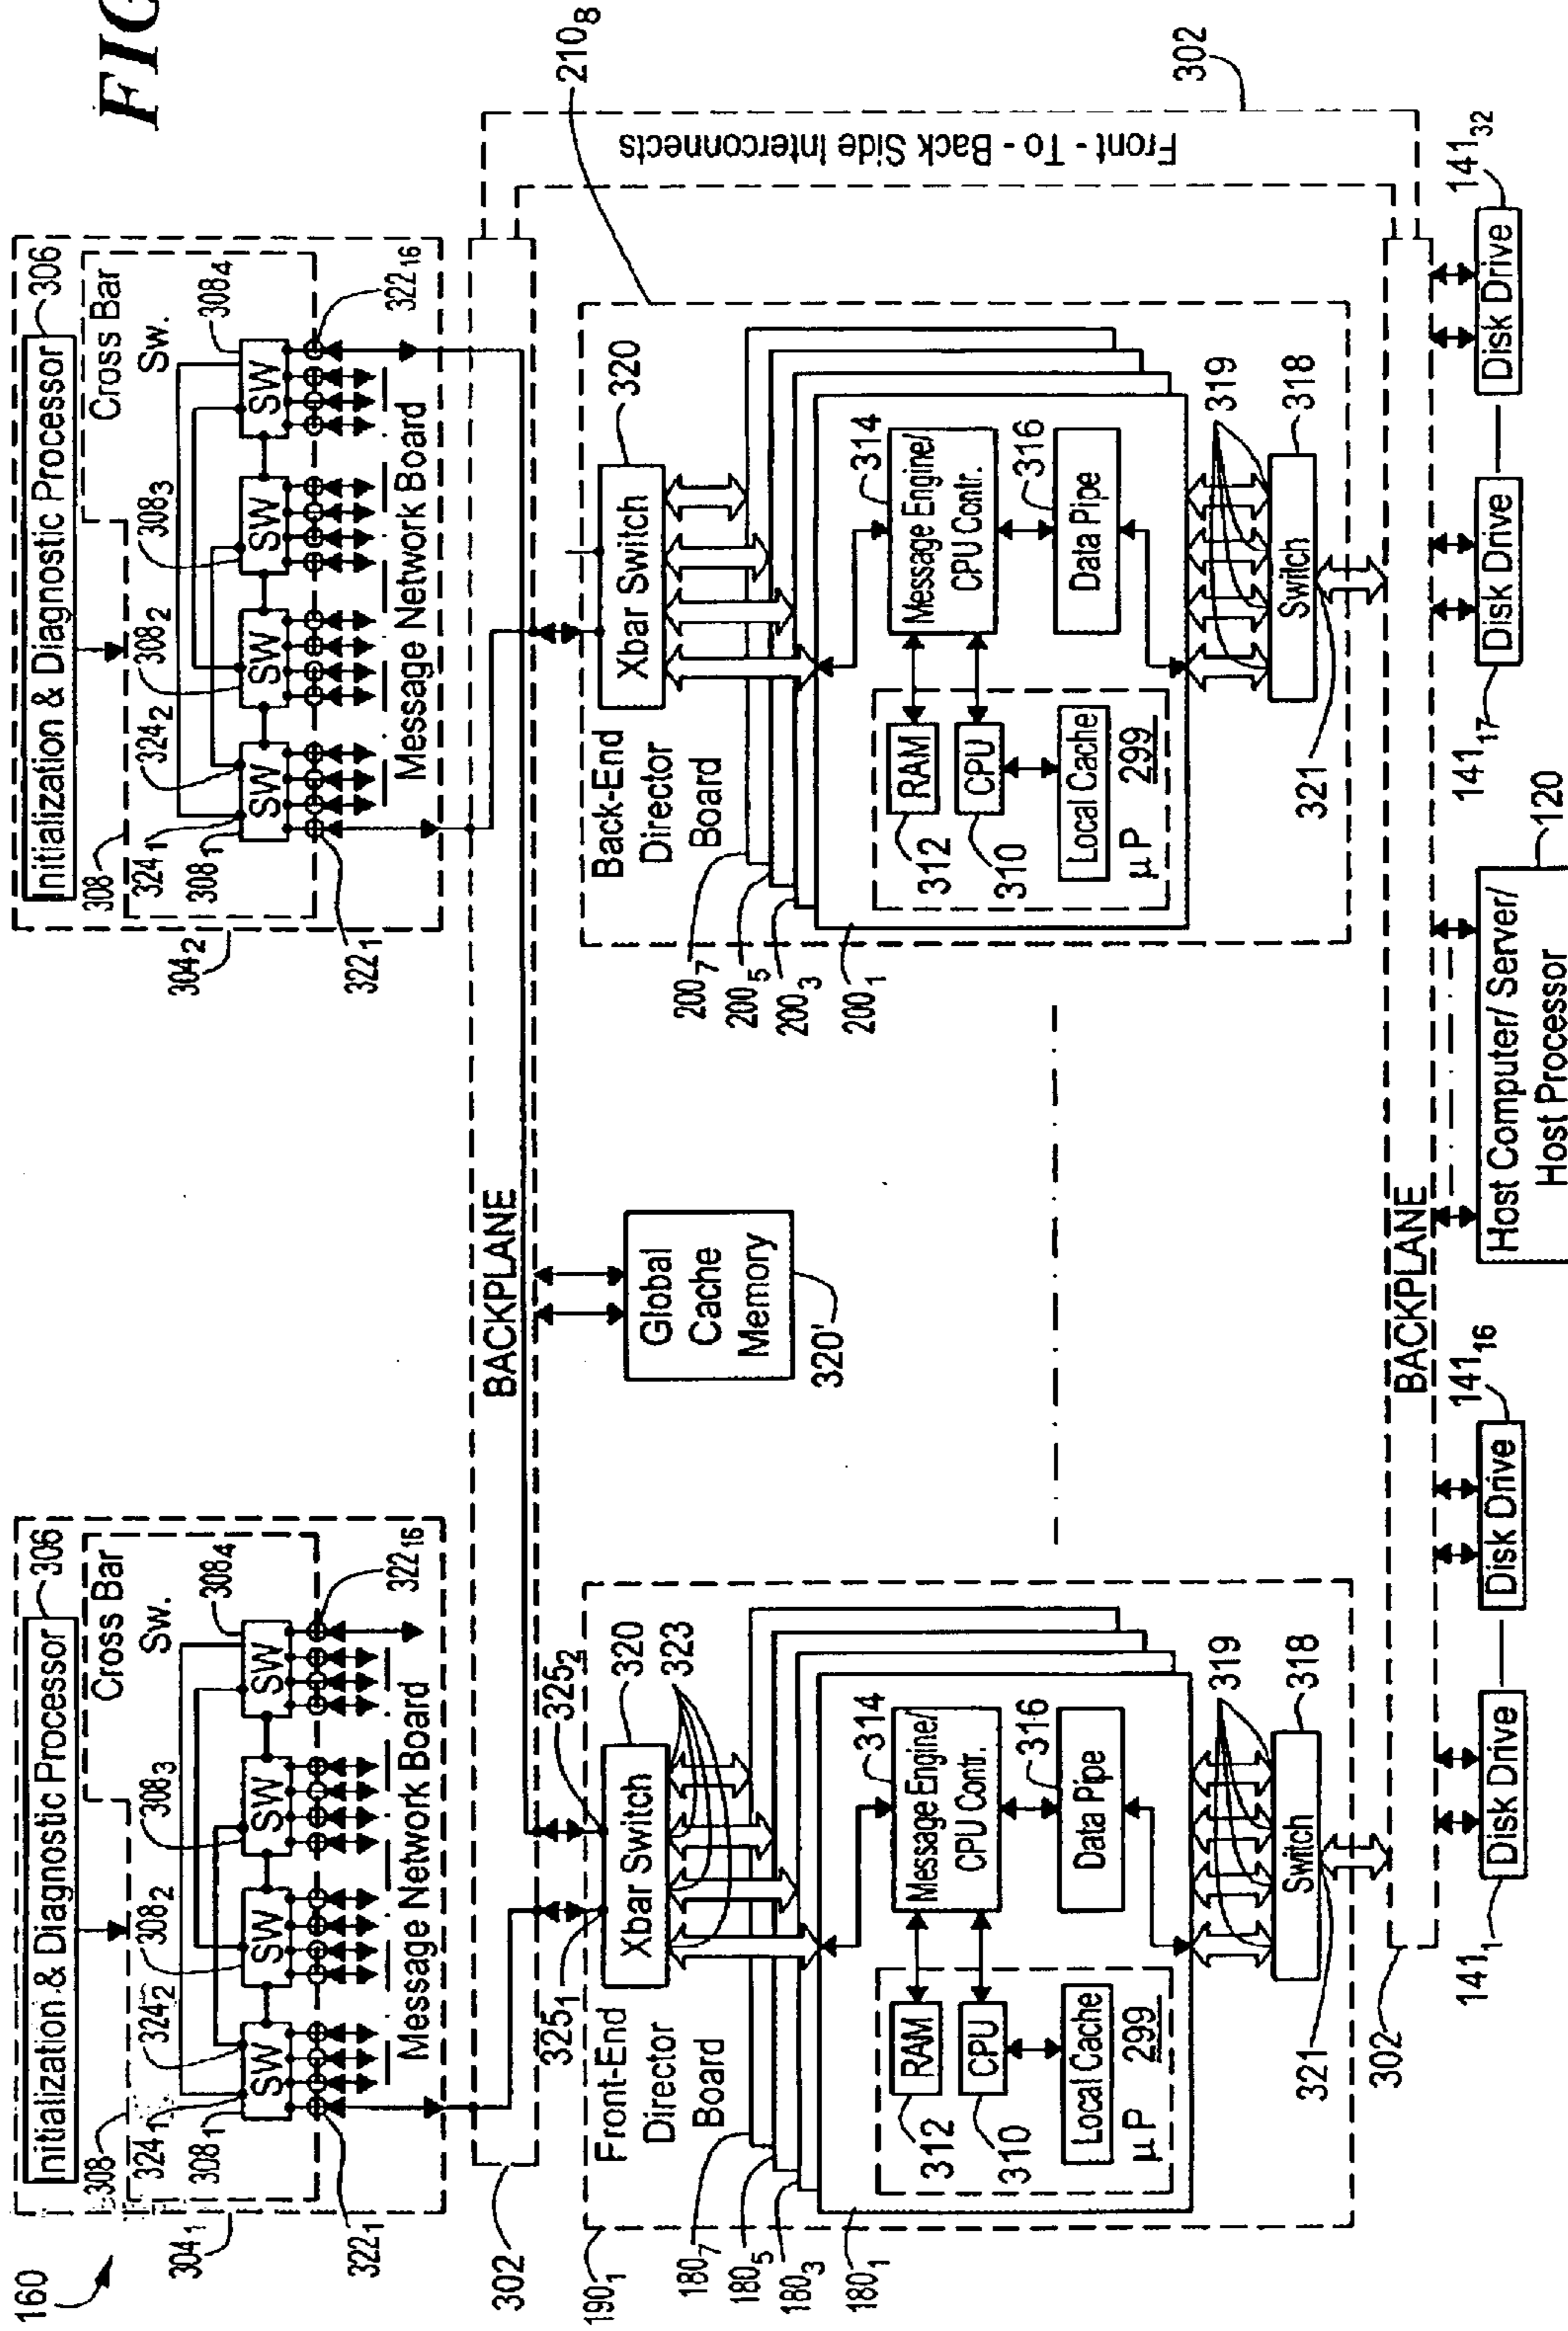 FIG
160
304₁
Initialization & Diagnostic Processor
306
308
Cross Bar
Sw.
324₁
324₂
308₁
308₂
308₃
308₄
SW
SW
SW
SW
322₁
322₁₆
Message Network Board
304₂
Initialization & Diagnostic Processor
306
308
Cross Bar
Sw.
324₁
324₂
308₁
308₂
308₃
308₄
SW
SW
SW
SW
322₁
322₁₆
Message Network Board
302
BACKPLANE
Front - To - Back Side Interconnects
302
190₁
325₁
325₂
Front-End
Director
Board
Xbar Switch
320
323
180₇
180₅
180₃
180₁
RAM
312
CPU
310
Local Cache
µ P
299
Message Engine/
CPU Contr.
314
Data Pipe
316
319
Switch
318
321
Global
Cache
Memory
320'
210₈
Back-End
Director
Board
Xbar Switch
320
200₇
200₅
200₃
200₁
RAM
312
CPU
310
Local Cache
µ P
299
Message Engine/
CPU Contr.
314
Data Pipe
316
319
Switch
318
321
302
BACKPLANE
Disk Drive
141₁
Disk Drive
141₁₆
Host Computer/ Server/
Host Processor
120
Disk Drive
141₁₇
Disk Drive
141₃₂